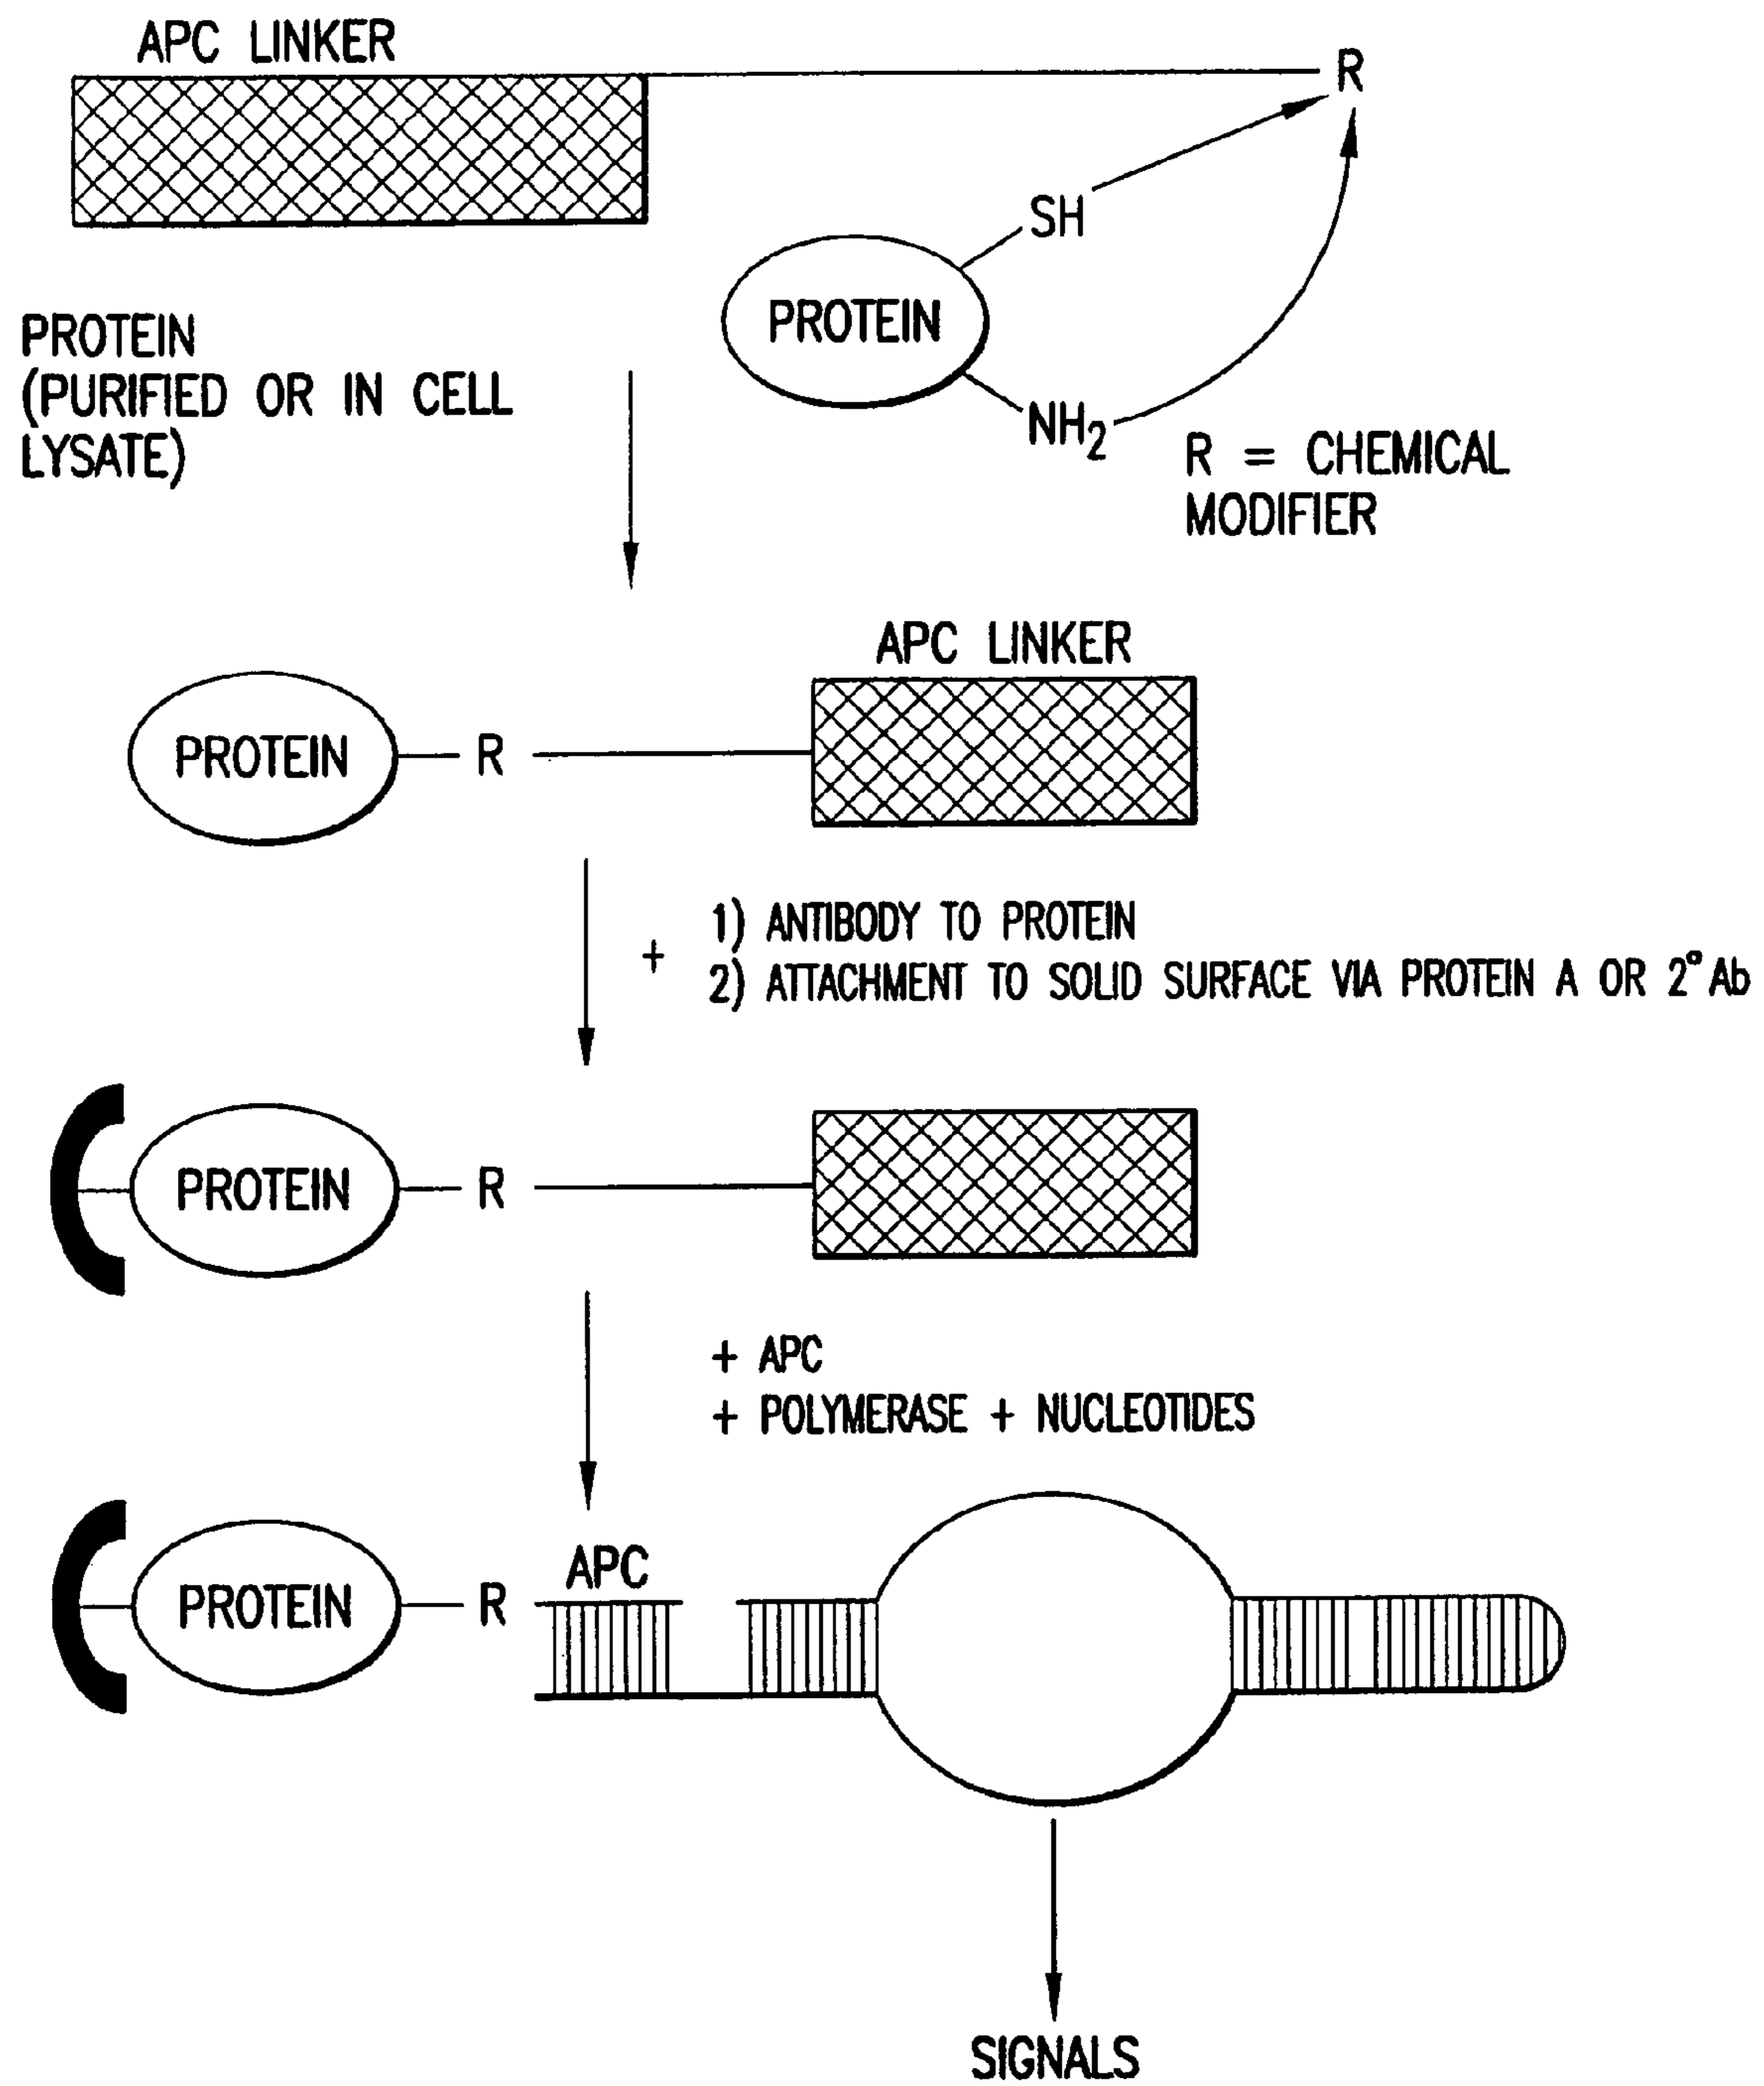 APC LINKER
R
SH
PROTEIN
NH2
R = CHEMICAL
MODIFIER
PROTEIN
(PURIFIED OR IN CELL
LYSATE)
APC LINKER
PROTEIN
R
+
1) ANTIBODY TO PROTEIN
2) ATTACHMENT TO SOLID SURFACE VIA PROTEIN A OR 2° Ab
PROTEIN
R
+ APC
+ POLYMERASE + NUCLEOTIDES
PROTEIN
R
APC
SIGNALS